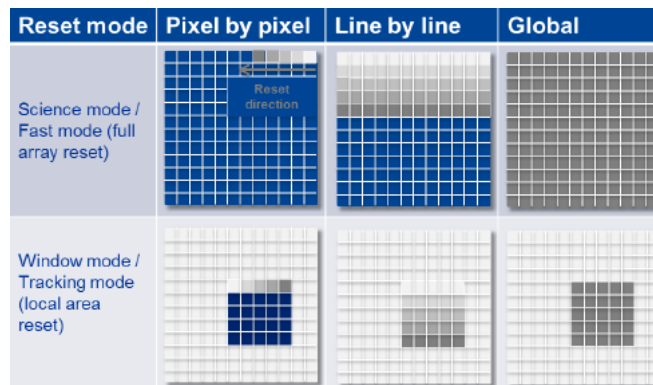 Reset mode
Pixel by pixel
Line by line
Global
Science mode /
Fast mode (full
array reset)
Reset
direction
Window mode /
Tracking mode
(local area
reset)